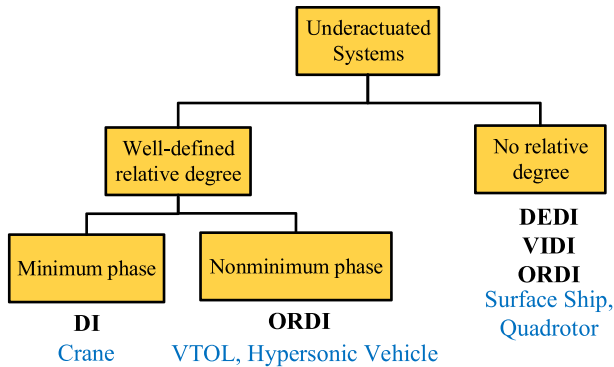 Underactuated
Systems
Well-defined
relative degree
No relative
degree
Minimum phase
Nonminimum phase
DI
Crane
ORDI
VTOL, Hypersonic Vehicle
DEDI
VIDI
ORDI
Surface Ship,
Quadrotor